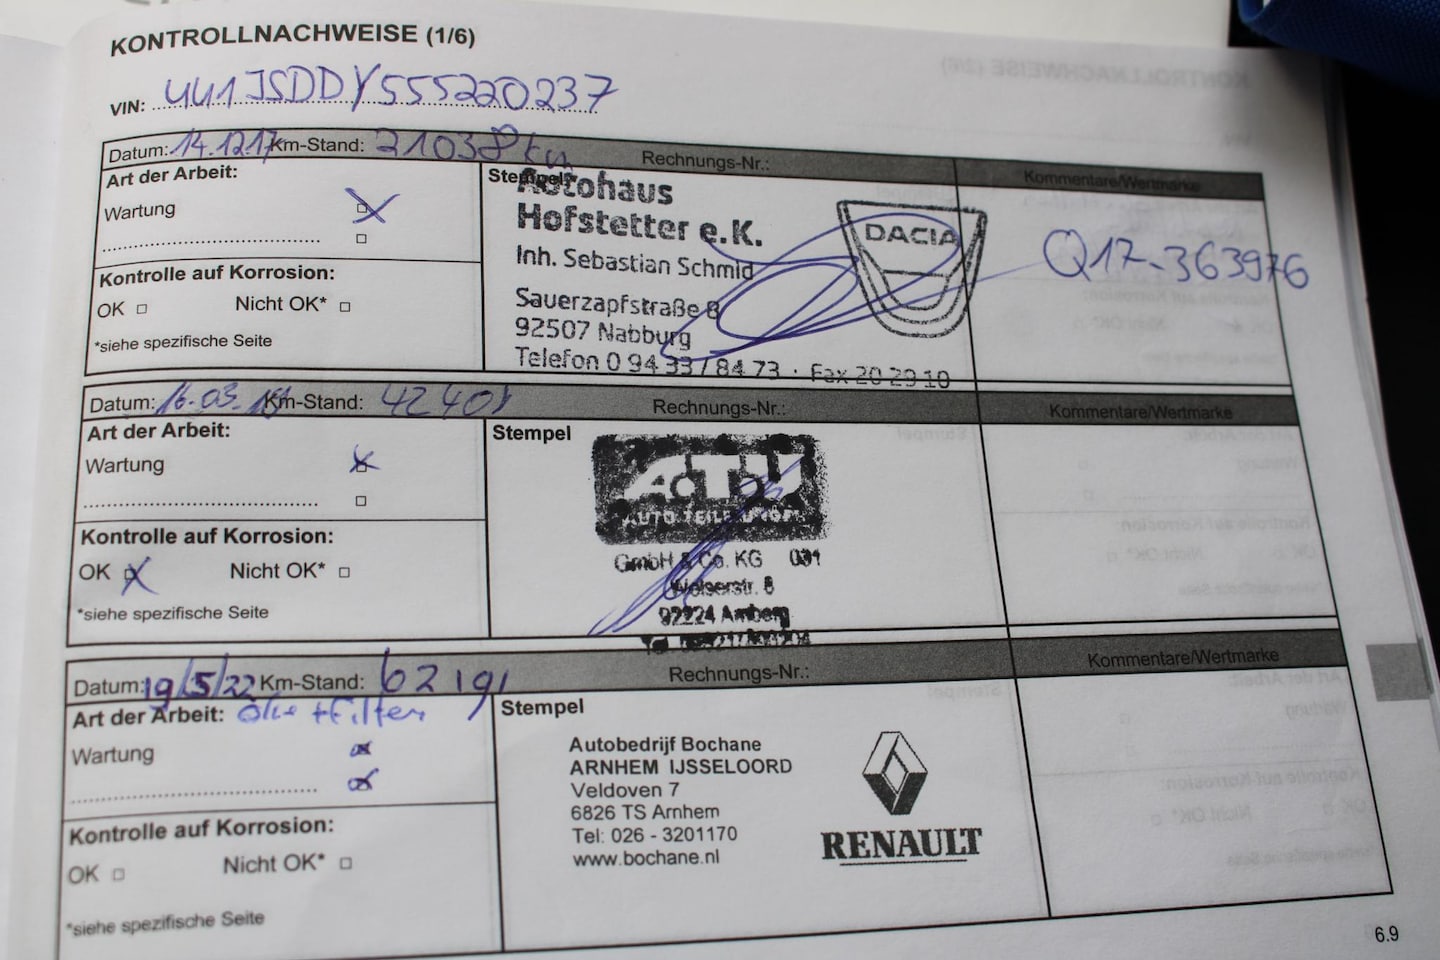 KONTROLLNACHWEISE (1/6)
VIN: UU1JSDDY555220237
Datum: 14.12.17 Km-Stand: 21038 km Rechnungs-Nr.: Kommentare/Wertmarke
Art der Arbeit:
Wartung
Kontrolle auf Korrosion:
OK Nicht OK*
*siehe spezifische Seite
Stempel
Autohaus
Hofstetter e.K.
Inh. Sebastian Schmid
Sauerzapfstraße 8
92507 Nabburg
Telefon 0 94 33 / 84 73 · Fax 20 29 10
DACIA
Q17-363976
Datum: 16.03. Km-Stand: 42401 Rechnungs-Nr.: Kommentare/Wertmarke
Art der Arbeit:
Wartung
Kontrolle auf Korrosion:
OK Nicht OK*
*siehe spezifische Seite
Stempel
ATU
AUTO.TEILE.UNGER
GmbH & Co. KG 031
92224 Amberg
Datum: 19/5/22 Km-Stand: 62191 Rechnungs-Nr.: Kommentare/Wertmarke
Art der Arbeit: Olie + Filter
Wartung
Kontrolle auf Korrosion:
OK Nicht OK*
*siehe spezifische Seite
Stempel
Autobedrijf Bochane
ARNHEM IJSSELOORD
Veldoven 7
6826 TS Arnhem
Tel: 026 - 3201170
www.bochane.nl
RENAULT
6.9